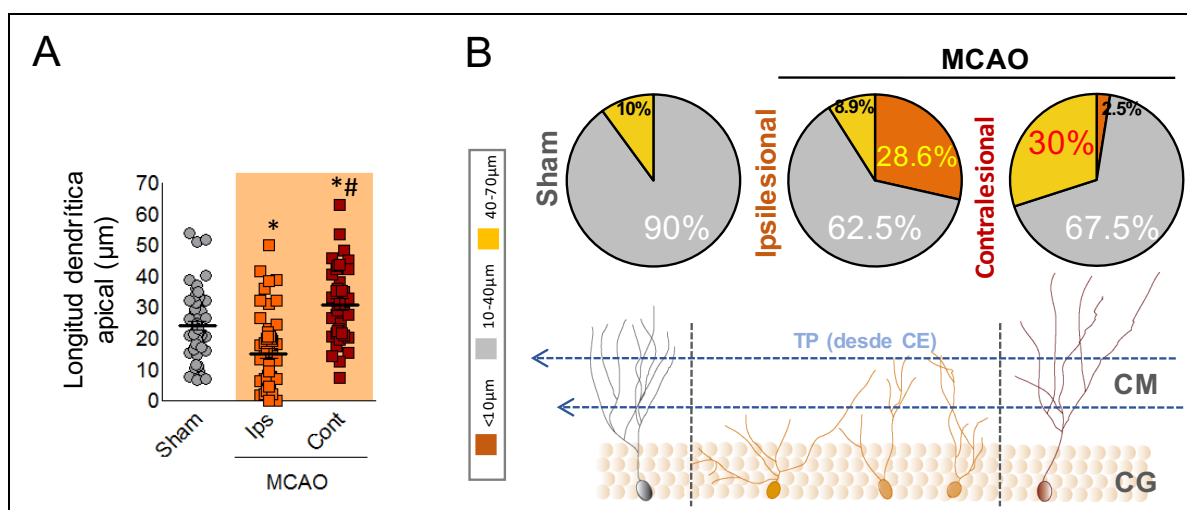 A
Longitud dendrítica
apical (µm)
70
60
50
40
30
20
10
0
*
*#
Sham
Ips
Cont
MCAO
B
MCAO
<10µm
10-40µm
40-70µm
Sham
10%
90%
Ipsilesional
8.9%
28.6%
62.5%
Contralesional
2.5%
30%
67.5%
TP (desde CE)
CM
CG